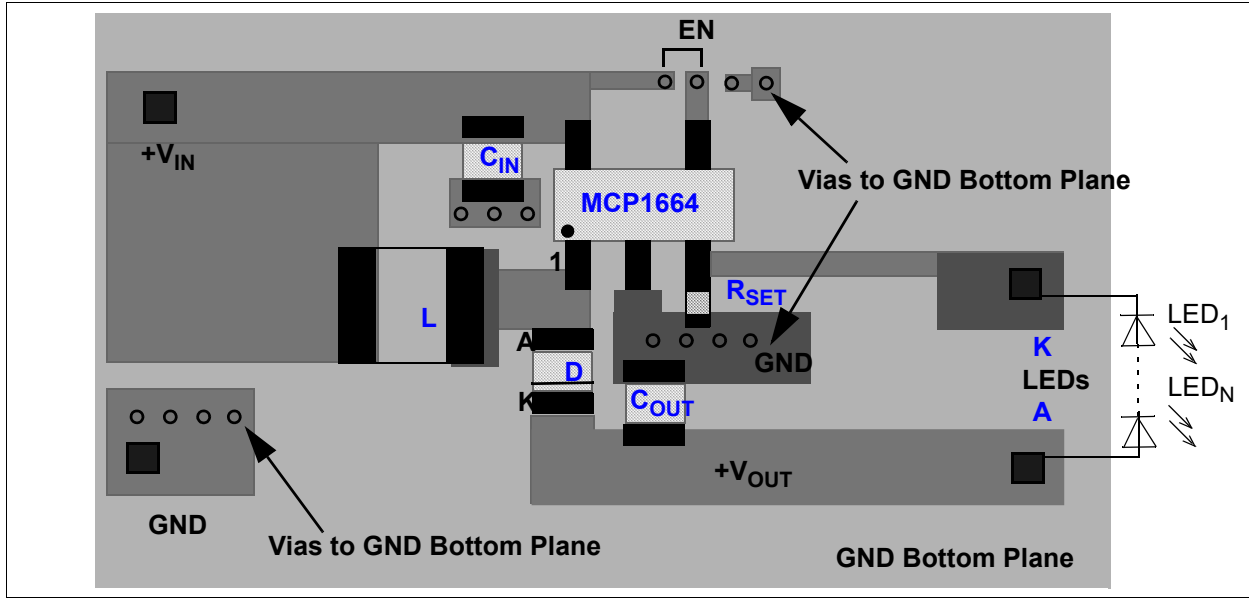 EN
+VIN
CIN
Vias to GND Bottom Plane
MCP1664
1
RSET
L
A
D
K
GND
COUT
K
LEDs
A
LED1
LEDN
+VOUT
GND
Vias to GND Bottom Plane
GND Bottom Plane